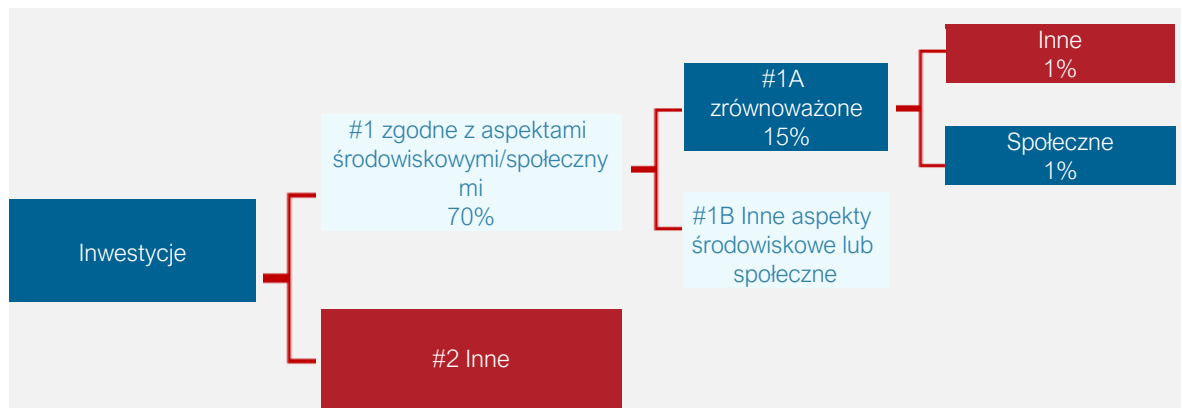 Inwestycje
#1 zgodne z aspektami
środowiskowymi/społeczny
mi
70%
#2 Inne
#1A
zrównoważone
15%
#1B Inne aspekty
środowiskowe lub
społeczne
Inne
1%
Społeczne
1%